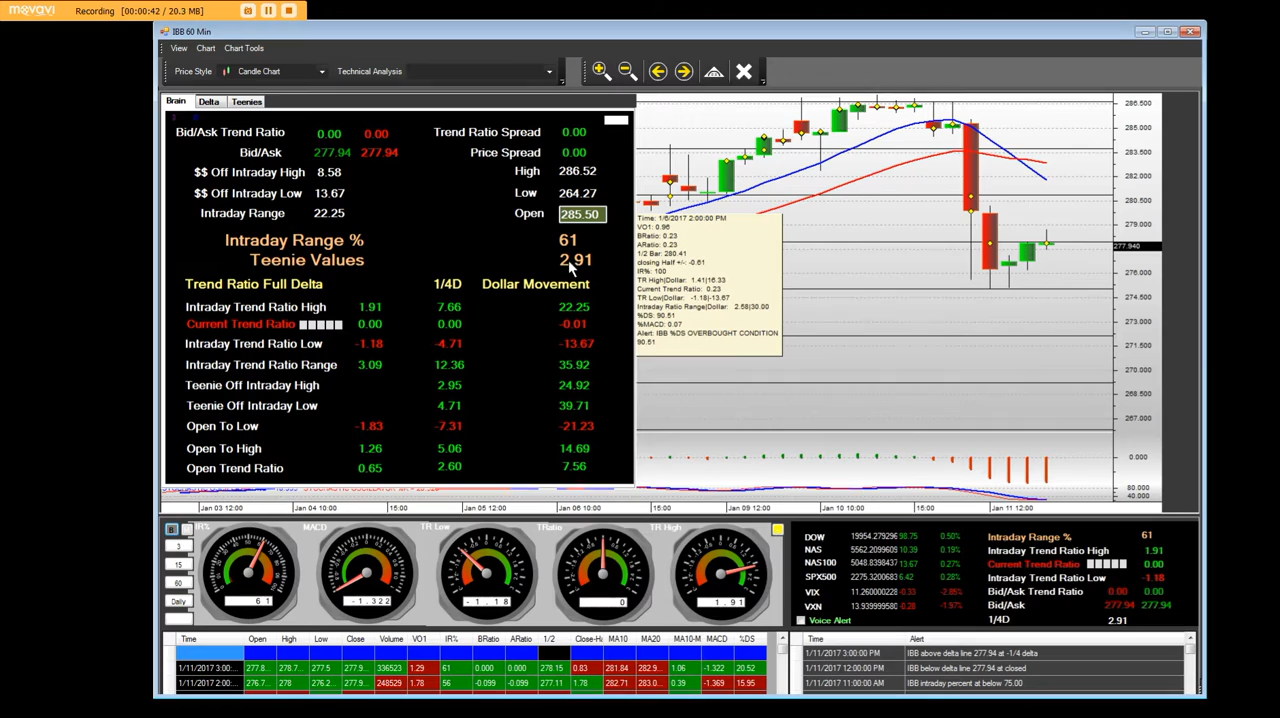 movavi Recording [00:00:42 / 20.3 MB]
IBB 60 Min
View Chart Chart Tools
Price Style Candle Chart Technical Analysis
Brain Delta Teenies
Bid/Ask Trend Ratio 0.00 0.00 Trend Ratio Spread 0.00
Bid/Ask 277.94 277.94 Price Spread 0.00
$$ Off Intraday High 8.58 High 286.52
$$ Off Intraday Low 13.67 Low 264.27
Intraday Range 22.25 Open 285.50
Intraday Range % 61
Teenie Values 2.91
Trend Ratio Full Delta 1/4D Dollar Movement
Intraday Trend Ratio High 1.91 7.66 22.25
Current Trend Ratio 0.00 0.00 -0.01
Intraday Trend Ratio Low -1.18 -4.71 -13.67
Intraday Trend Ratio Range 3.09 12.36 35.92
Teenie Off Intraday High 2.95 24.92
Teenie Off Intraday Low 4.71 39.71
Open To Low -1.83 -7.31 -21.23
Open To High 1.26 5.06 14.69
Open Trend Ratio 0.65 2.60 7.56
Time: 1/6/2017 2:00:00 PM
VO1: 0.96
BRatio: 0.23
ARatio: 0.23
1/2 Bar: 280.41
closing Half +/-: -0.61
IR%: 100
TR High|Dollar: 1.41|16.33
Current Trend Ratio: 0.23
TR Low|Dollar: -1.18|-13.67
Intraday Ratio Range|Dollar: 2.58|30.00
%DS: 90.51
%MACD: 0.07
Alert: IBB %DS OVERBOUGHT CONDITION
90.51
286.500
285.000
283.500
282.000
280.500
279.000
277.940
276.000
274.500
273.000
271.500
270.000
268.500
267.000
0.000
80.000
40.000
Jan 03 12:00 Jan 04 10:00 15:00 Jan 05 12:00 Jan 06 10:00 15:00 Jan 09 12:00 Jan 10 10:00 15:00 Jan 11 12:00
IR% MACD TR Low TRatio TR High
3
15
60
Daily
61 -1.322 -1.18 0 1.91
DOW 19954.279296 98.75 0.50% Intraday Range % 61
NAS 5562.2099609 10.39 0.19% Intraday Trend Ratio High 1.91
NAS100 5048.8398437 13.67 0.27% Current Trend Ratio 0.00
SPX500 2275.3200683 6.42 0.28% Intraday Trend Ratio Low -1.18
VIX 11.260000228 -0.33 -2.85% Bid/Ask Trend Ratio 0.00 0.00
VXN 13.939999580 -0.28 -1.97% Bid/Ask 277.94 277.94
Voice Alert 1/4D 2.91
Time Open High Low Close Volume VO1 IR% BRatio ARatio 1/2 Close-Ha MA10 MA20 MA10-M MACD %DS
1/11/2017 3:00:... 277.8... 278.7... 277.5 277.9... 336523 1.29 61 0.000 0.000 278.15 0.83 281.84 282.9... 1.06 -1.322 20.52
1/11/2017 2:00:... 276.7... 278 276.2... 277.9... 248529 1.78 56 -0.099 -0.099 277.11 1.78 282.71 283.0... 0.39 -1.369 15.95
Time Alert
1/11/2017 3:00:00 PM IBB above delta line 277.94 at -1/4 delta
1/11/2017 12:00:00 PM IBB below delta line 277.94 at closed
1/11/2017 11:00:00 AM IBB intraday percent at below 75.00